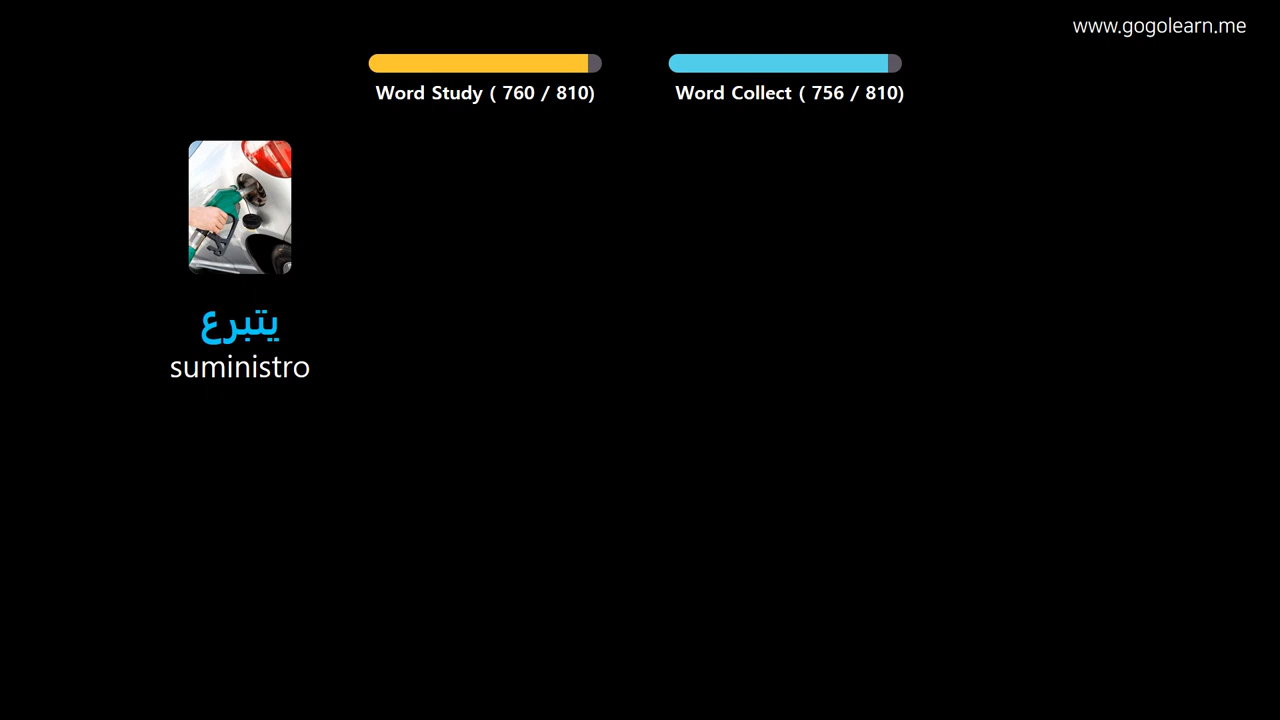 www.gogolearn.me
Word Study ( 760 / 810)
Word Collect ( 756 / 810)
يتبرع
suministro